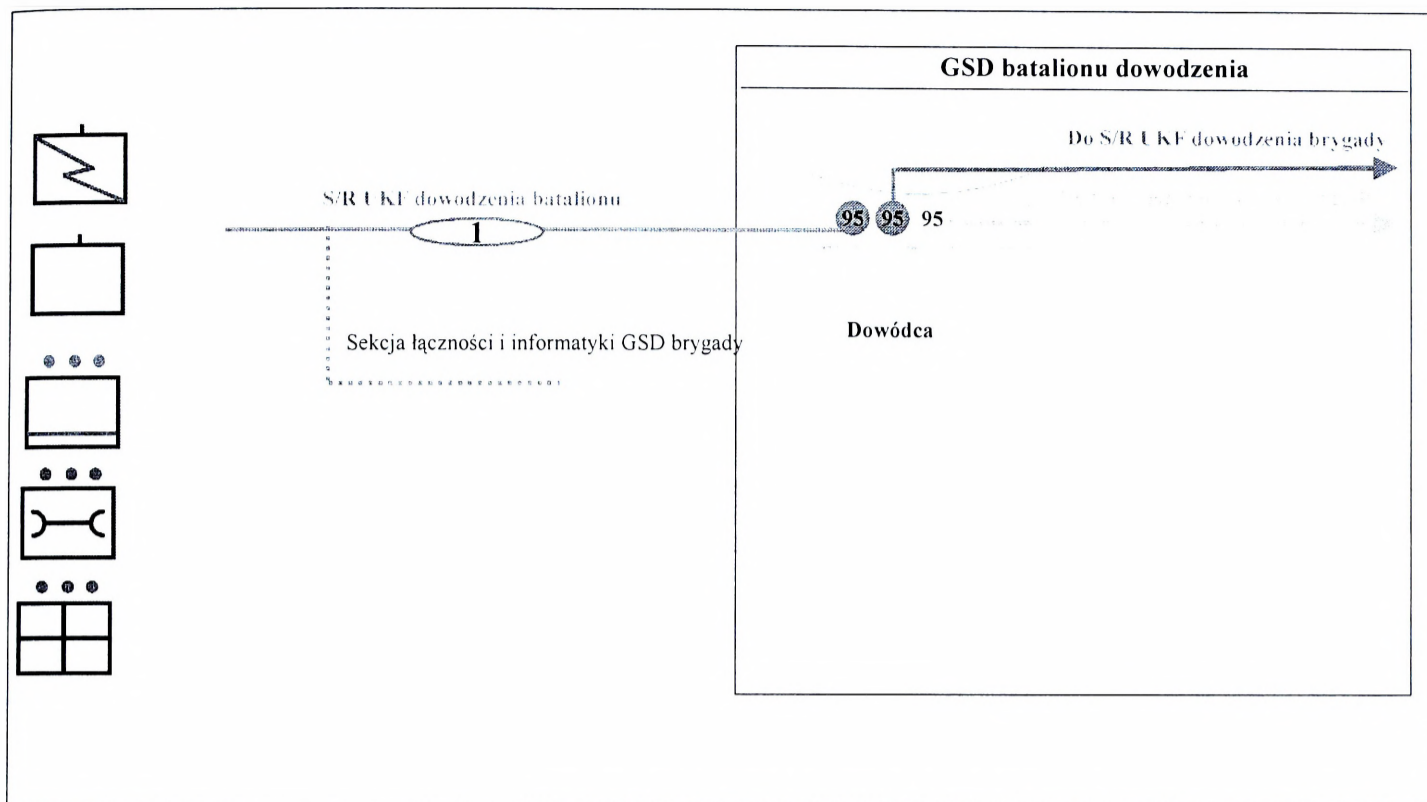 GSD batalionu dowodzenia
Do S/R UKF dowodzenia brygady
S/R UKF dowodzenia batalionu
1
95 95 95
Sekcja łączności i informatyki GSD brygady
Dowódca